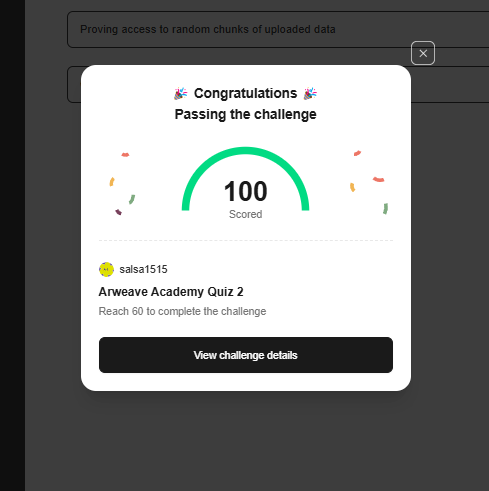 Proving access to random chunks of uploaded data
Congratulations
Passing the challenge
100
Scored
salsa1515
Arweave Academy Quiz 2
Reach 60 to complete the challenge
View challenge details